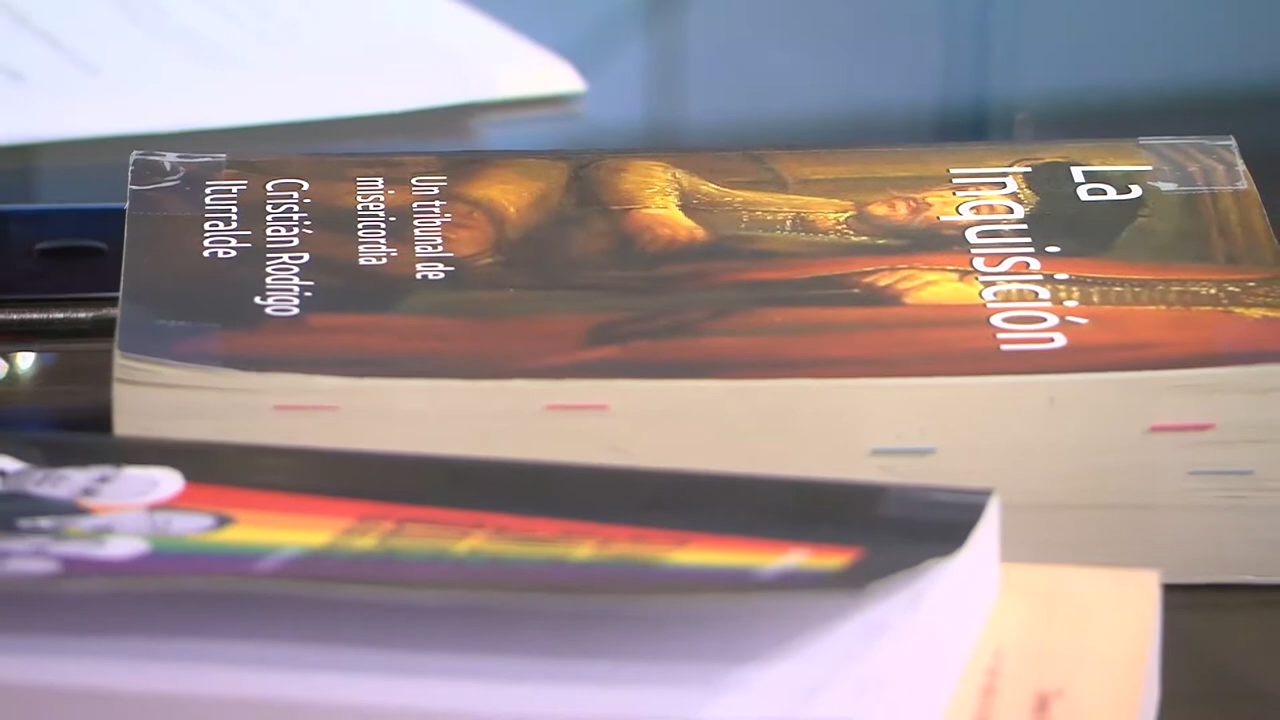 La
Inquisición
Un tribunal de
misericordia
Cristián Rodrigo
Iturralde